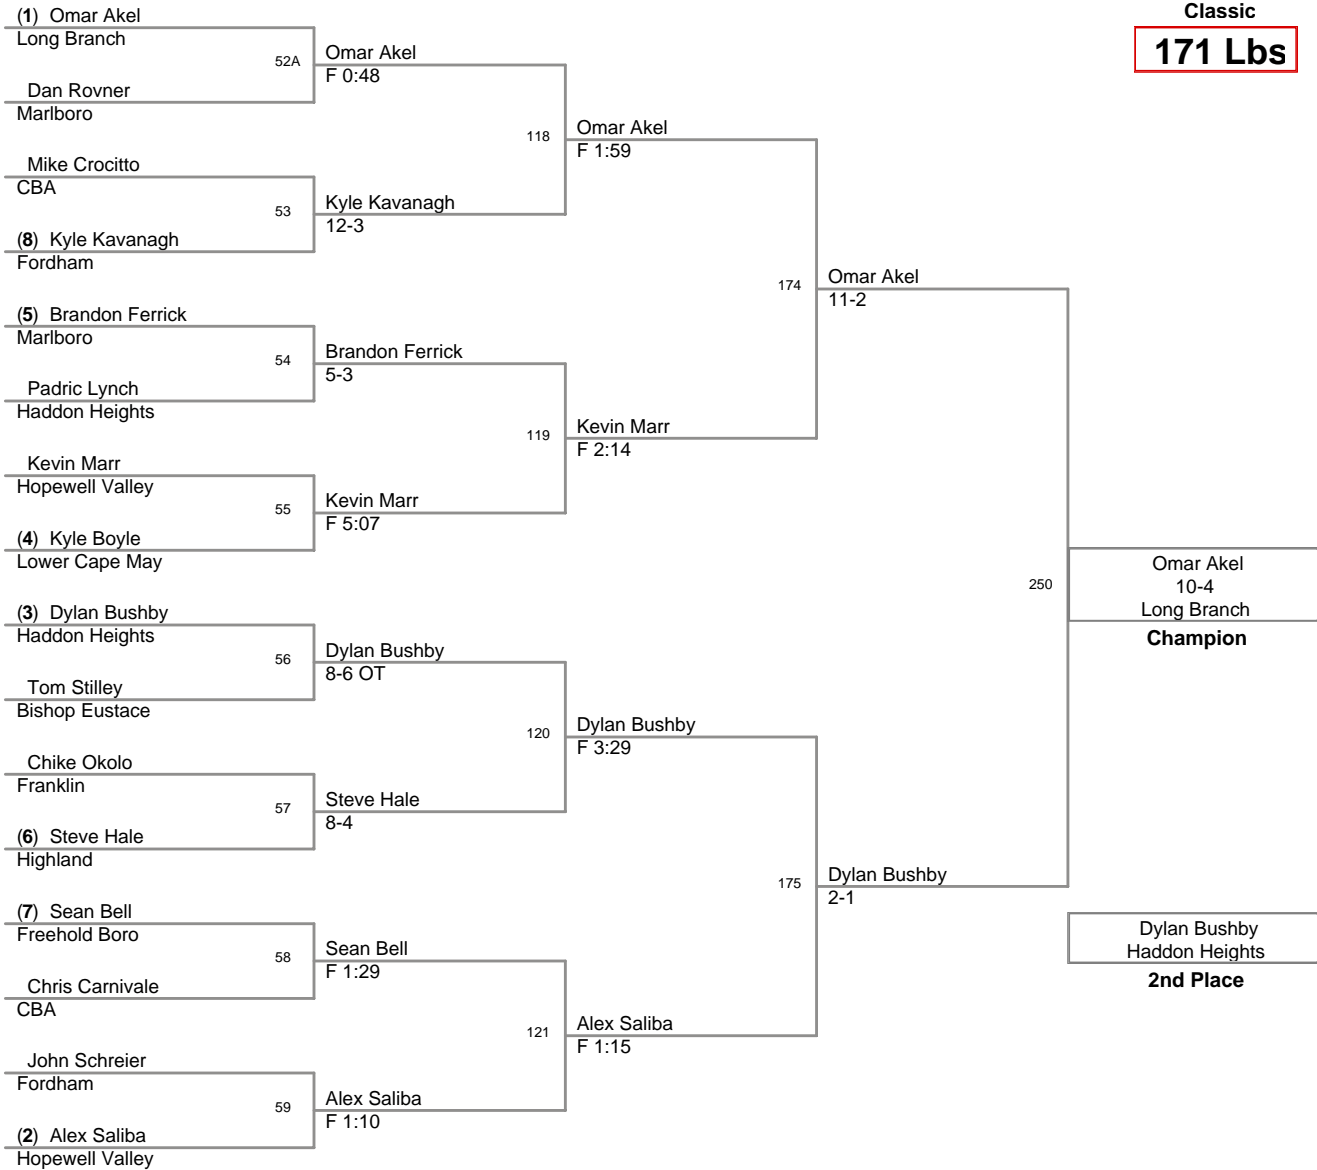 Classic
171 Lbs
(1) Omar Akel
Long Branch
Dan Rovner
Marlboro
Mike Crocitto
CBA
(8) Kyle Kavanagh
Fordham
(5) Brandon Ferrick
Marlboro
Padric Lynch
Haddon Heights
Kevin Marr
Hopewell Valley
(4) Kyle Boyle
Lower Cape May
(3) Dylan Bushby
Haddon Heights
Tom Stilley
Bishop Eustace
Chike Okolo
Franklin
(6) Steve Hale
Highland
(7) Sean Bell
Freehold Boro
Chris Carnivale
CBA
John Schreier
Fordham
(2) Alex Saliba
Hopewell Valley
52A
53
54
55
56
57
58
59
Omar Akel
F 0:48
Kyle Kavanagh
12-3
Brandon Ferrick
5-3
Kevin Marr
F 5:07
Dylan Bushby
8-6 OT
Steve Hale
8-4
Sean Bell
F 1:29
Alex Saliba
F 1:10
118
119
120
121
Omar Akel
F 1:59
Kevin Marr
F 2:14
Dylan Bushby
F 3:29
Alex Saliba
F 1:15
174
175
Omar Akel
11-2
Dylan Bushby
2-1
250
Omar Akel
10-4
Long Branch
Champion
Dylan Bushby
Haddon Heights
2nd Place